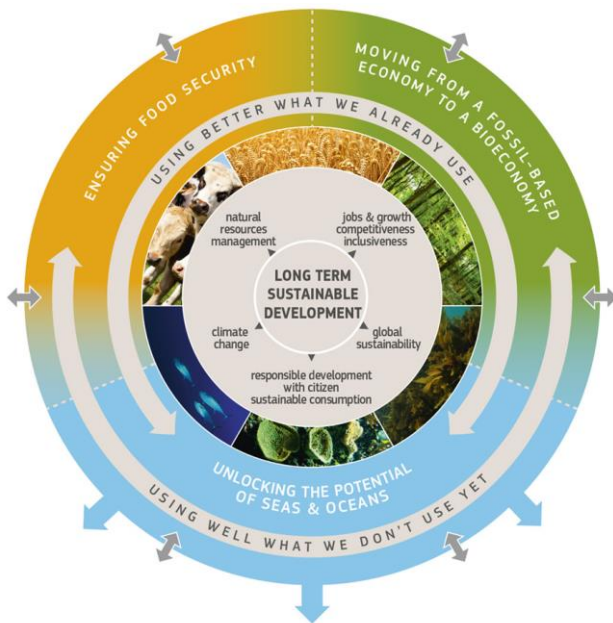 ENSURING FOOD SECURITY
MOVING FROM A FOSSIL-BASED
ECONOMY TO A BIOECONOMY
USING BETTER WHAT WE ALREADY USE
natural
resources
management
jobs & growth
competitiveness
inclusiveness
LONG TERM
SUSTAINABLE
DEVELOPMENT
climate
change
global
sustainability
responsible development
with citizen
sustainable consumption
UNLOCKING THE POTENTIAL
OF SEAS & OCEANS
USING WELL WHAT WE DON'T USE YET